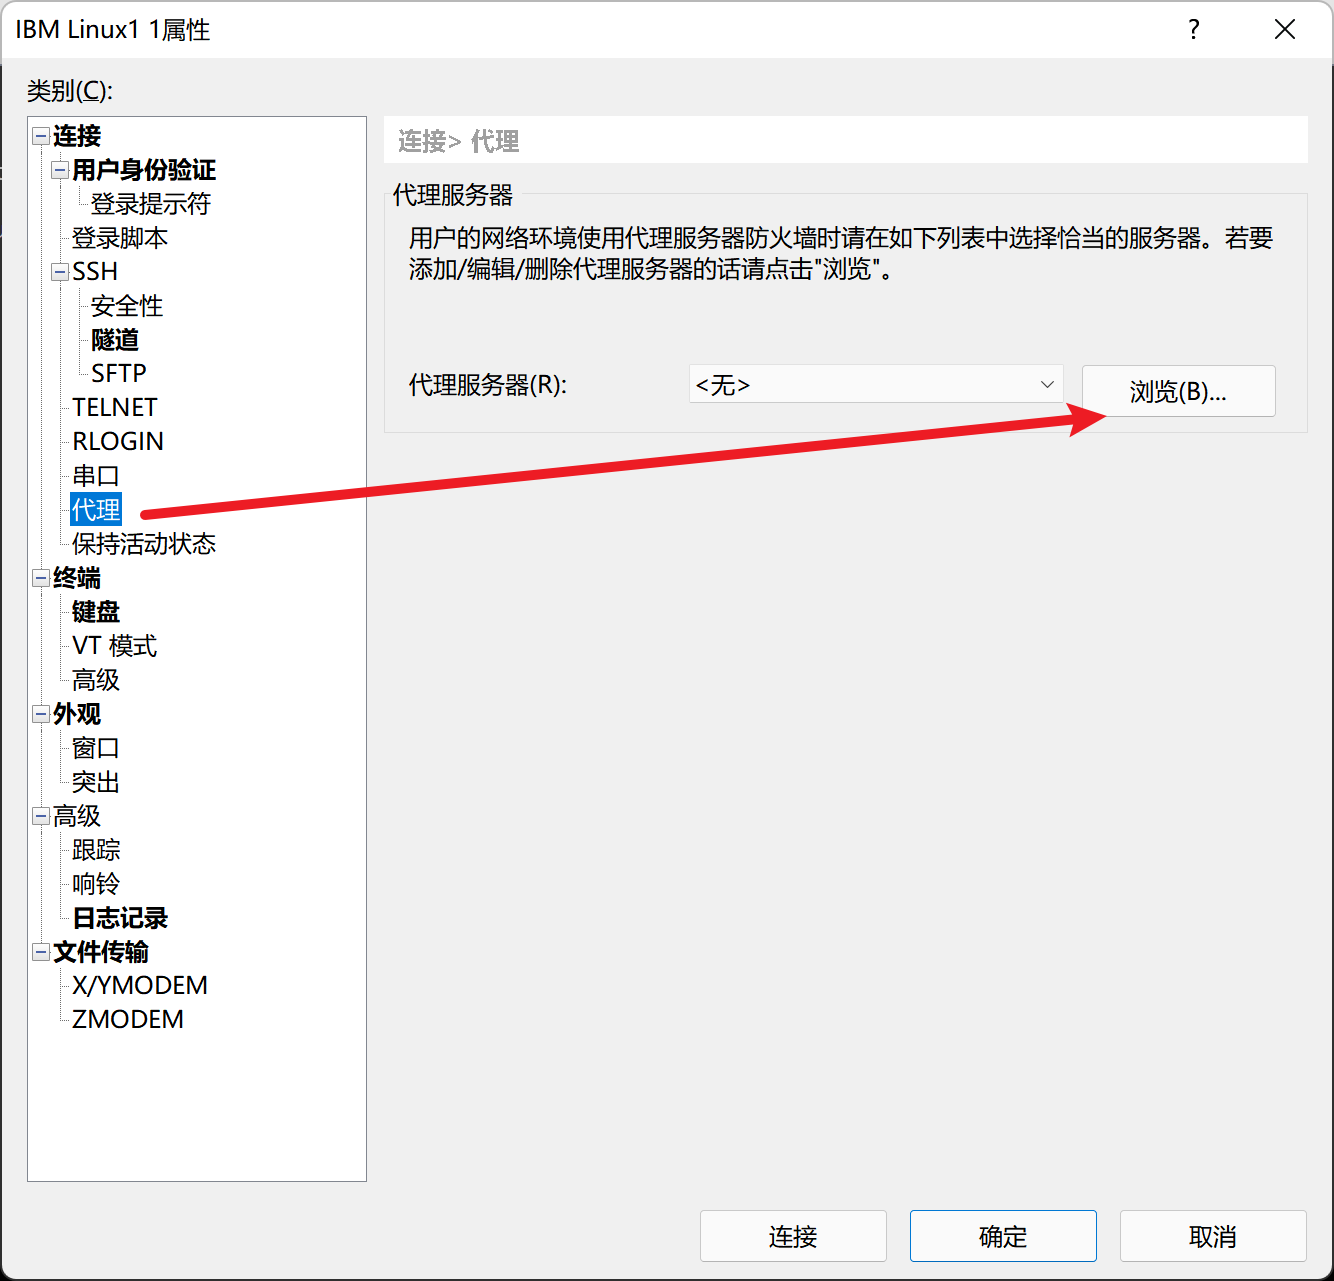 IBM Linux1 1属性
类别(C):
连接
用户身份验证
登录提示符
登录脚本
SSH
安全性
隧道
SFTP
TELNET
RLOGIN
串口
代理
保持活动状态
终端
键盘
VT 模式
高级
外观
窗口
突出
高级
跟踪
响铃
日志记录
文件传输
X/YMODEM
ZMODEM
连接> 代理
代理服务器
用户的网络环境使用代理服务器防火墙时请在如下列表中选择恰当的服务器。若要
添加/编辑/删除代理服务器的话请点击"浏览"。
代理服务器(R):
<无>
浏览(B)...
连接
确定
取消